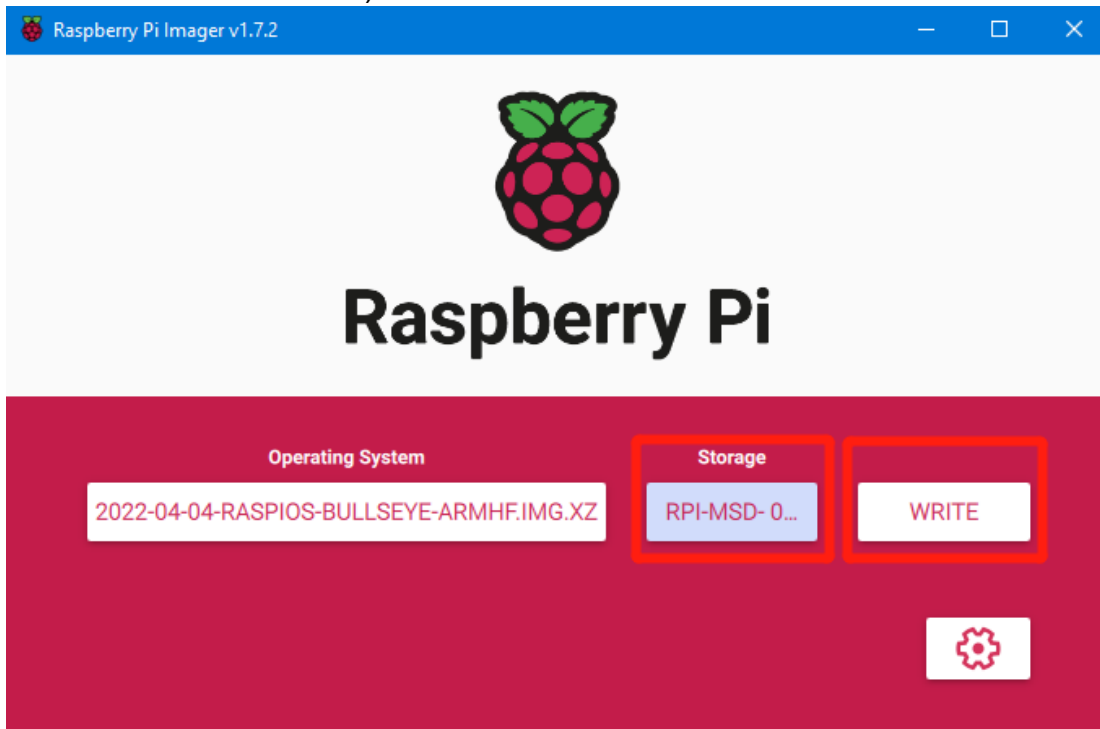 Raspberry Pi Imager v1.7.2
Raspberry Pi
Operating System
Storage
2022-04-04-RASPIOS-BULLSEYE-ARMHF.IMG.XZ
RPI-MSD- 0...
WRITE